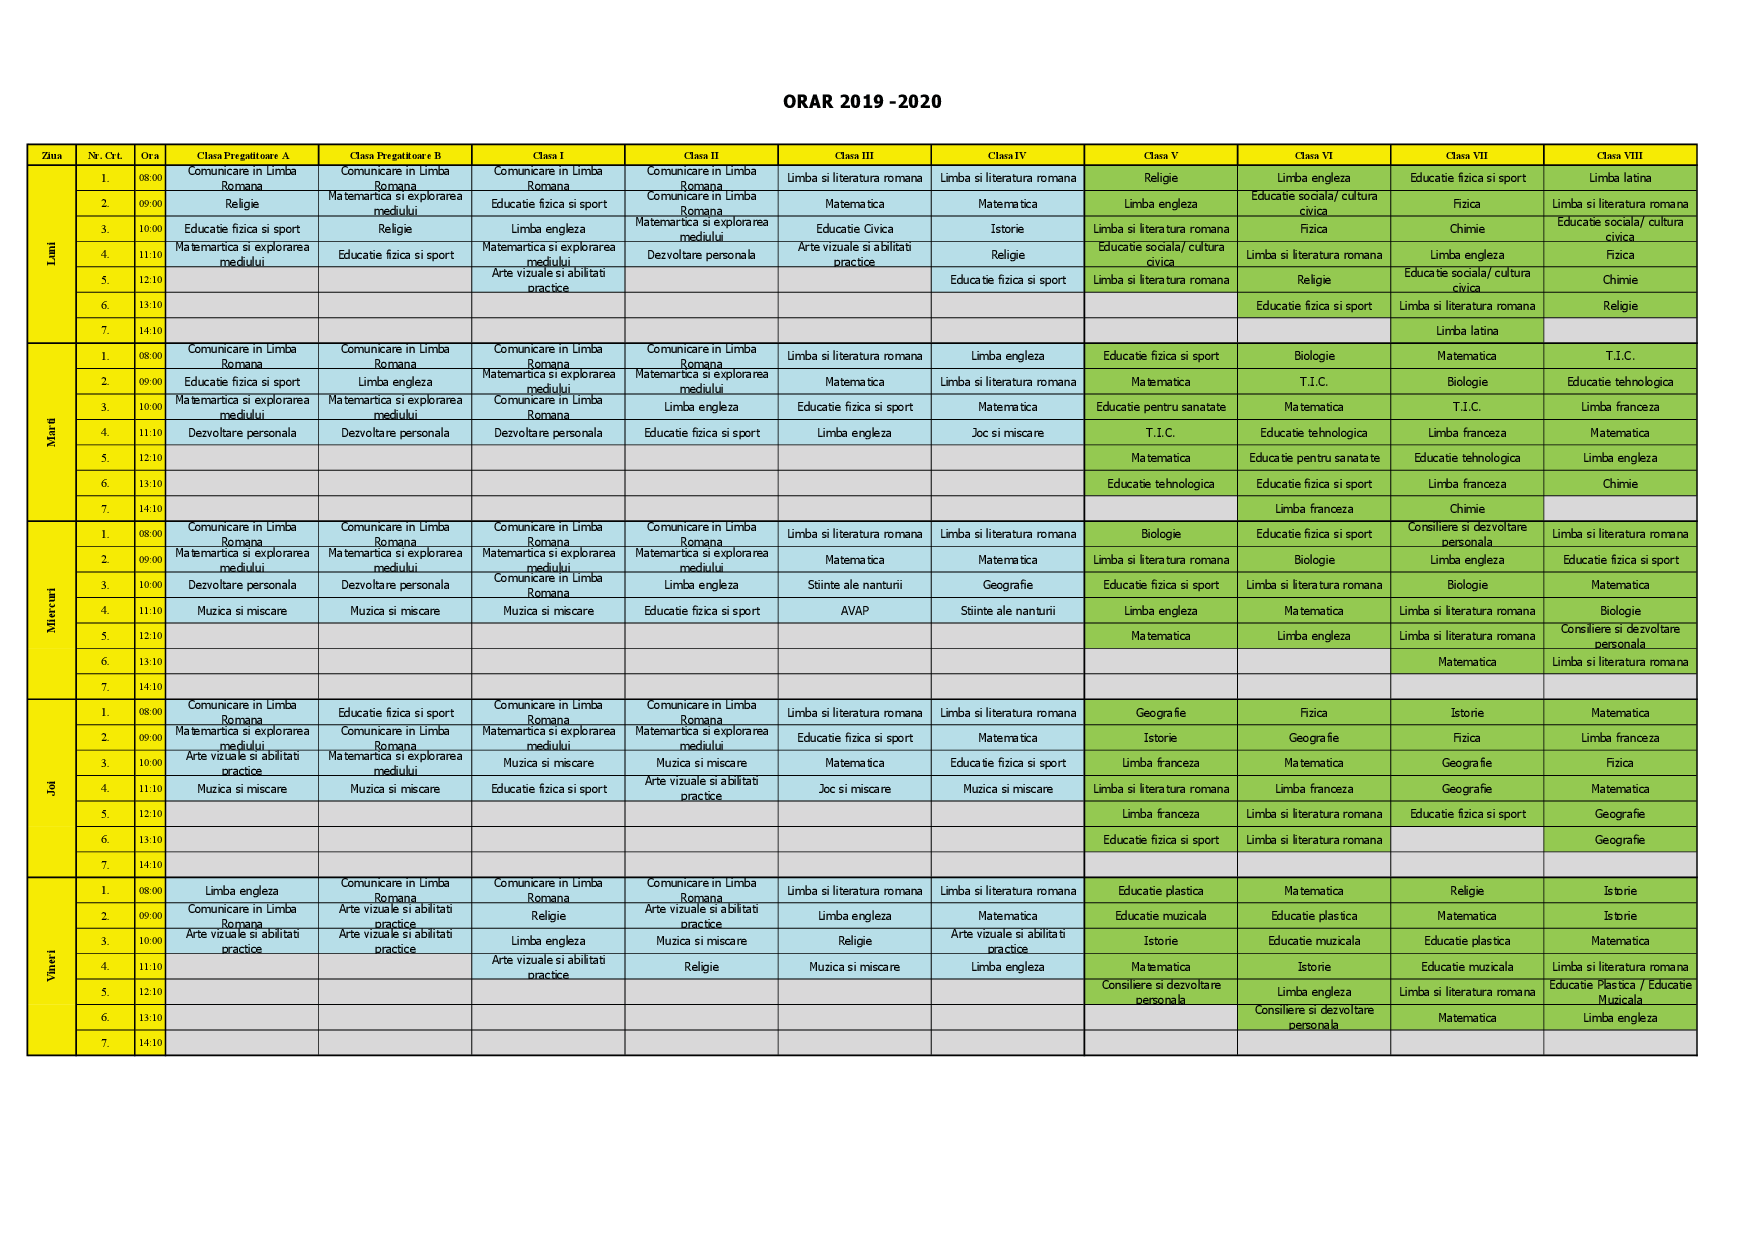 ORAR 2019 -2020
Ziua Nr. Crt. Ora Clasa Pregatitoare A Clasa Pregatitoare B Clasa I Clasa II Clasa III Clasa IV Clasa V Clasa VI Clasa VII Clasa VIII
Luni
1. 08:00 Comunicare in Limba Romana Comunicare in Limba Romana Comunicare in Limba Romana Comunicare in Limba Romana Limba si literatura romana Limba si literatura romana Religie Limba engleza Educatie fizica si sport Limba latina
2. 09:00 Religie Matemartica si explorarea mediului Educatie fizica si sport Comunicare in Limba Romana Matematica Matematica Limba engleza Educatie sociala/ cultura civica Fizica Limba si literatura romana
3. 10:00 Educatie fizica si sport Religie Limba engleza Matemartica si explorarea mediului Educatie Civica Istorie Limba si literatura romana Fizica Chimie Educatie sociala/ cultura civica
4. 11:10 Matemartica si explorarea mediului Educatie fizica si sport Matemartica si explorarea mediului Dezvoltare personala Arte vizuale si abilitati practice Religie Educatie sociala/ cultura civica Limba si literatura romana Limba engleza Fizica
5. 12:10 Arte vizuale si abilitati practice Educatie fizica si sport Limba si literatura romana Religie Educatie sociala/ cultura civica Chimie
6. 13:10 Educatie fizica si sport Limba si literatura romana Religie
7. 14:10 Limba latina
Marti
1. 08:00 Comunicare in Limba Romana Comunicare in Limba Romana Comunicare in Limba Romana Comunicare in Limba Romana Limba si literatura romana Limba engleza Educatie fizica si sport Biologie Matematica T.I.C.
2. 09:00 Educatie fizica si sport Limba engleza Matemartica si explorarea mediului Matemartica si explorarea mediului Matematica Limba si literatura romana Matematica T.I.C. Biologie Educatie tehnologica
3. 10:00 Matemartica si explorarea mediului Matemartica si explorarea mediului Comunicare in Limba Romana Limba engleza Educatie fizica si sport Matematica Educatie pentru sanatate Matematica T.I.C. Limba franceza
4. 11:10 Dezvoltare personala Dezvoltare personala Dezvoltare personala Educatie fizica si sport Limba engleza Joc si miscare T.I.C. Educatie tehnologica Limba franceza Matematica
5. 12:10 Matematica Educatie pentru sanatate Educatie tehnologica Limba engleza
6. 13:10 Educatie tehnologica Educatie fizica si sport Limba franceza Chimie
7. 14:10 Limba franceza Chimie
Miercuri
1. 08:00 Comunicare in Limba Romana Comunicare in Limba Romana Comunicare in Limba Romana Comunicare in Limba Romana Limba si literatura romana Limba si literatura romana Biologie Educatie fizica si sport Consiliere si dezvoltare personala Limba si literatura romana
2. 09:00 Matemartica si explorarea mediului Matemartica si explorarea mediului Matemartica si explorarea mediului Matemartica si explorarea mediului Matematica Matematica Limba si literatura romana Biologie Limba engleza Educatie fizica si sport
3. 10:00 Dezvoltare personala Dezvoltare personala Comunicare in Limba Romana Limba engleza Stiinte ale nanturii Geografie Educatie fizica si sport Limba si literatura romana Biologie Matematica
4. 11:10 Muzica si miscare Muzica si miscare Muzica si miscare Educatie fizica si sport AVAP Stiinte ale nanturii Limba engleza Matematica Limba si literatura romana Biologie
5. 12:10 Matematica Limba engleza Limba si literatura romana Consiliere si dezvoltare personala
6. 13:10 Matematica Limba si literatura romana
7. 14:10
Joi
1. 08:00 Comunicare in Limba Romana Educatie fizica si sport Comunicare in Limba Romana Comunicare in Limba Romana Limba si literatura romana Limba si literatura romana Geografie Fizica Istorie Matematica
2. 09:00 Matemartica si explorarea mediului Comunicare in Limba Romana Matemartica si explorarea mediului Matemartica si explorarea mediului Educatie fizica si sport Matematica Istorie Geografie Fizica Limba franceza
3. 10:00 Arte vizuale si abilitati practice Matemartica si explorarea mediului Muzica si miscare Muzica si miscare Matematica Educatie fizica si sport Limba franceza Matematica Geografie Fizica
4. 11:10 Muzica si miscare Muzica si miscare Educatie fizica si sport Arte vizuale si abilitati practice Joc si miscare Muzica si miscare Limba si literatura romana Limba franceza Geografie Matematica
5. 12:10 Limba franceza Limba si literatura romana Educatie fizica si sport Geografie
6. 13:10 Educatie fizica si sport Limba si literatura romana Geografie
7. 14:10
Vineri
1. 08:00 Limba engleza Comunicare in Limba Romana Comunicare in Limba Romana Comunicare in Limba Romana Limba si literatura romana Limba si literatura romana Educatie plastica Matematica Religie Istorie
2. 09:00 Comunicare in Limba Romana Arte vizuale si abilitati practice Religie Arte vizuale si abilitati practice Limba engleza Matematica Educatie muzicala Educatie plastica Matematica Istorie
3. 10:00 Arte vizuale si abilitati practice Arte vizuale si abilitati practice Limba engleza Muzica si miscare Religie Arte vizuale si abilitati practice Istorie Educatie muzicala Educatie plastica Matematica
4. 11:10 Arte vizuale si abilitati practice Religie Muzica si miscare Limba engleza Matematica Istorie Educatie muzicala Limba si literatura romana
5. 12:10 Consiliere si dezvoltare personala Limba engleza Limba si literatura romana Educatie Plastica / Educatie Muzicala
6. 13:10 Consiliere si dezvoltare personala Matematica Limba engleza
7. 14:10